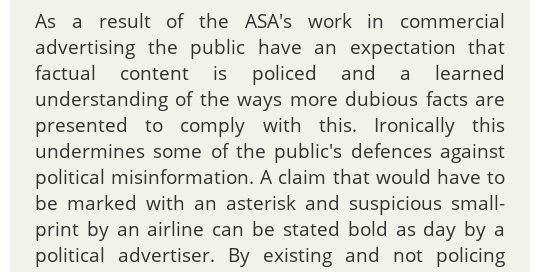 As a result of the ASA's work in commercial
advertising the public have an expectation that
factual content is policed and a learned
understanding of the ways more dubious facts are
presented to comply with this. Ironically this
undermines some of the public's defences against
political misinformation. A claim that would have to
be marked with an asterisk and suspicious small-
print by an airline can be stated bold as day by a
political advertiser. By existing and not policing